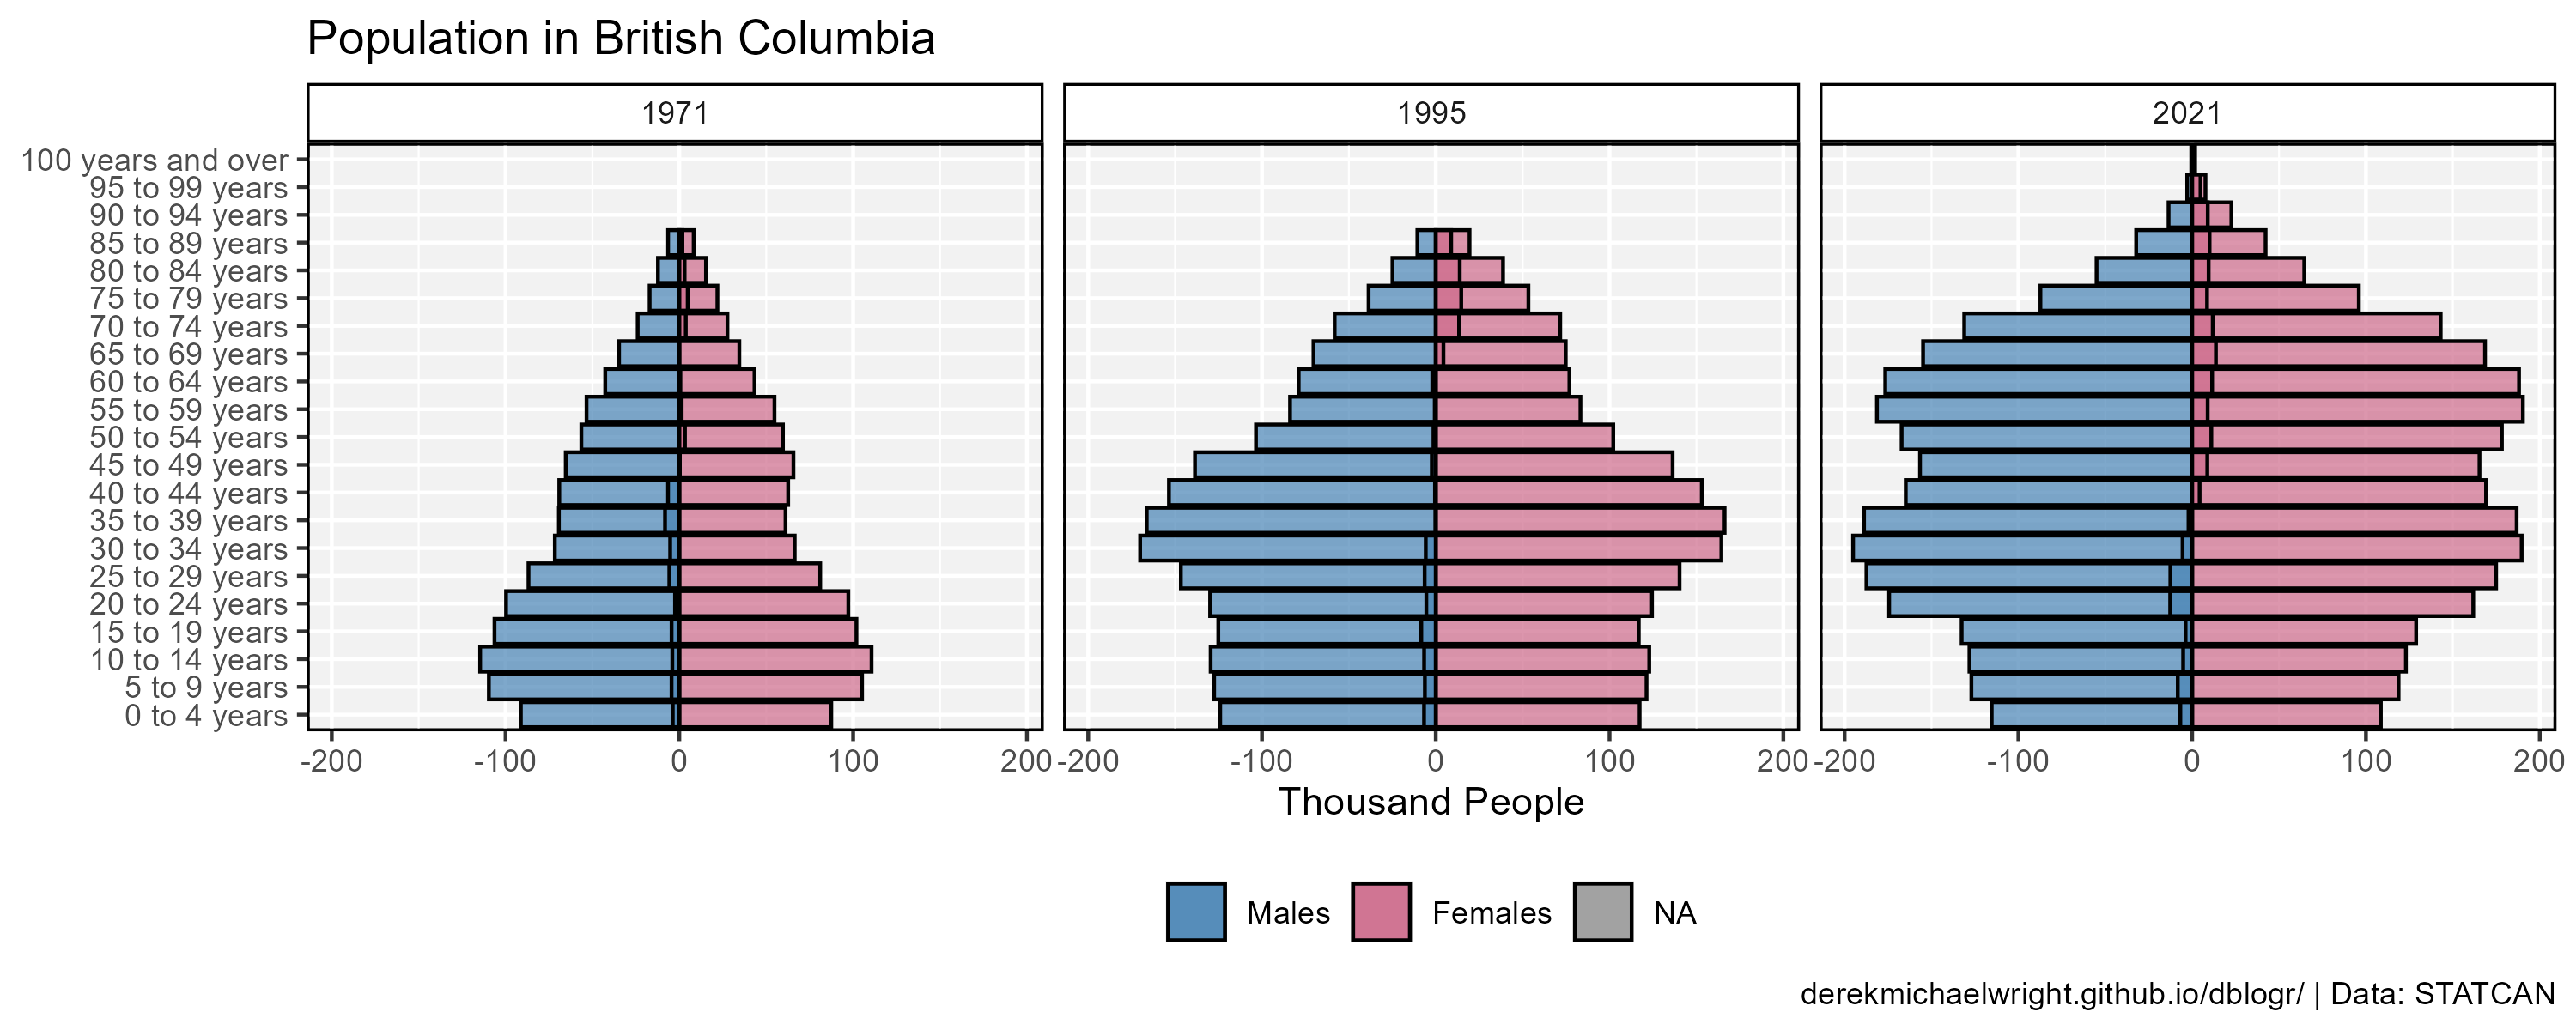 Population in British Columbia
1971
1995
2021
100 years and over
95 to 99 years
90 to 94 years
85 to 89 years
80 to 84 years
75 to 79 years
70 to 74 years
65 to 69 years
60 to 64 years
55 to 59 years
50 to 54 years
45 to 49 years
40 to 44 years
35 to 39 years
30 to 34 years
25 to 29 years
20 to 24 years
15 to 19 years
10 to 14 years
5 to 9 years
0 to 4 years
-200 -100 0 100 200
-200 -100 0 100 200
-200 -100 0 100 200
Thousand People
Males Females NA
derekmichaelwright.github.io/dblogr/ | Data: STATCAN